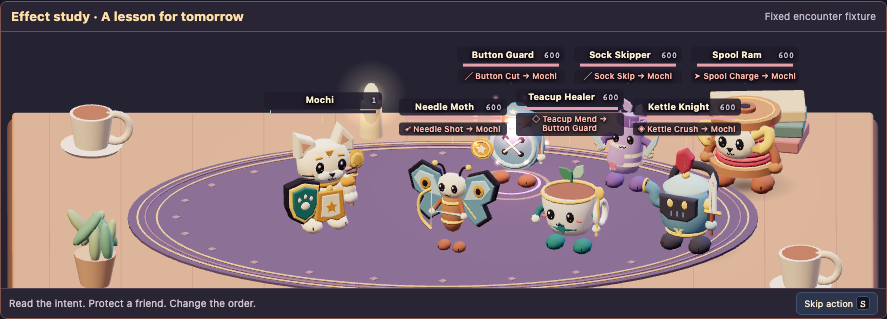 Effect study · A lesson for tomorrow
Fixed encounter fixture
Button Guard 600
Button Cut → Mochi
Sock Skipper 600
Sock Skip → Mochi
Spool Ram 600
Spool Charge → Mochi
Mochi 1
Needle Moth 600
Needle Shot → Mochi
Teacup Healer 600
Teacup Mend →
Button Guard
Kettle Knight 600
Kettle Crush → Mochi
Read the intent. Protect a friend. Change the order.
Skip action S